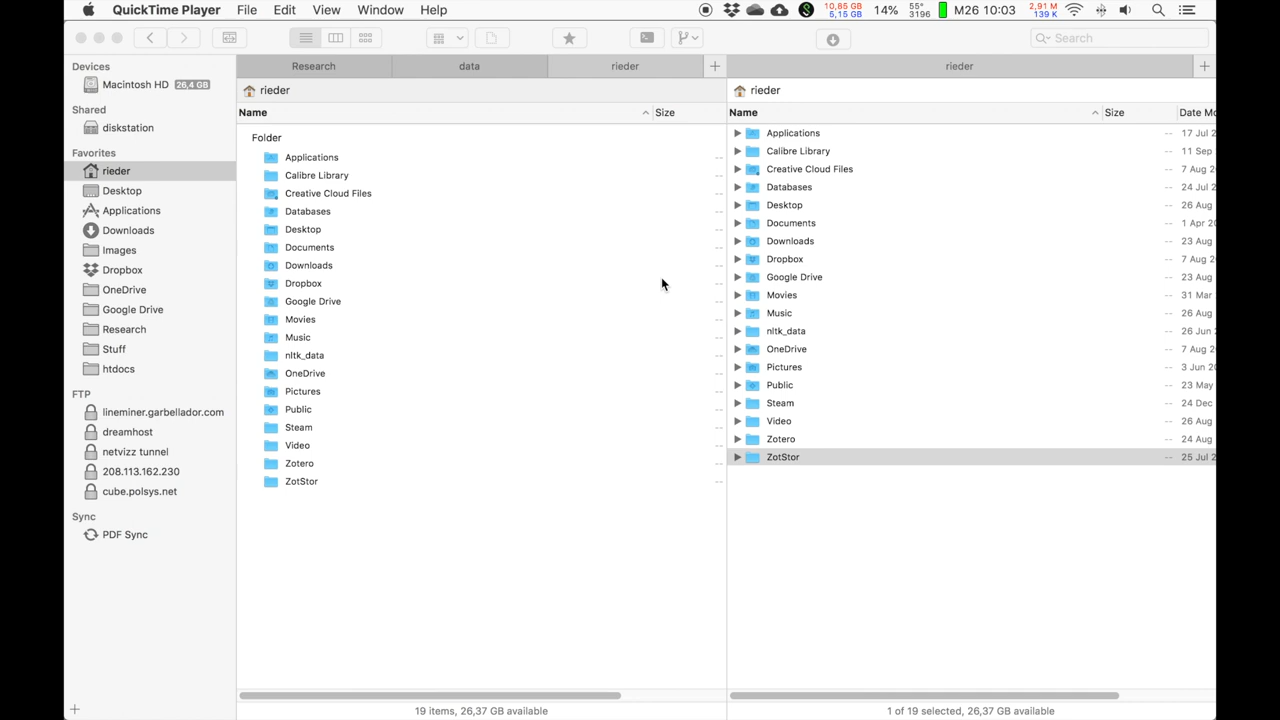 QuickTime Player File Edit View Window Help 10,85 GB 5,15 GB 14% 55° 3196 M26 10:03 2,91 M 139 K
Search
Devices
Macintosh HD 26,4 GB
Shared
diskstation
Favorites
rieder
Desktop
Applications
Downloads
Images
Dropbox
OneDrive
Google Drive
Research
Stuff
htdocs
FTP
lineminer.garbellador.com
dreamhost
netvizz tunnel
208.113.162.230
cube.polsys.net
Sync
PDF Sync
Research data rieder
rieder
Name Size
Folder
Applications --
Calibre Library --
Creative Cloud Files --
Databases --
Desktop --
Documents --
Downloads --
Dropbox --
Google Drive --
Movies --
Music --
nltk_data --
OneDrive --
Pictures --
Public --
Steam --
Video --
Zotero --
ZotStor --
19 items, 26,37 GB available
rieder
rieder
Name Size Date Mo
Applications -- 17 Jul 2
Calibre Library -- 11 Sep
Creative Cloud Files -- 7 Aug 2
Databases -- 24 Jul 2
Desktop -- 26 Aug
Documents -- 1 Apr 20
Downloads -- 23 Aug
Dropbox -- 7 Aug 2
Google Drive -- 23 Aug
Movies -- 31 Mar
Music -- 26 Aug
nltk_data -- 26 Jun
OneDrive -- 7 Aug 2
Pictures -- 3 Jun 20
Public -- 23 May
Steam -- 24 Dec
Video -- 26 Aug
Zotero -- 24 Aug
ZotStor -- 25 Jul 2
1 of 19 selected, 26,37 GB available